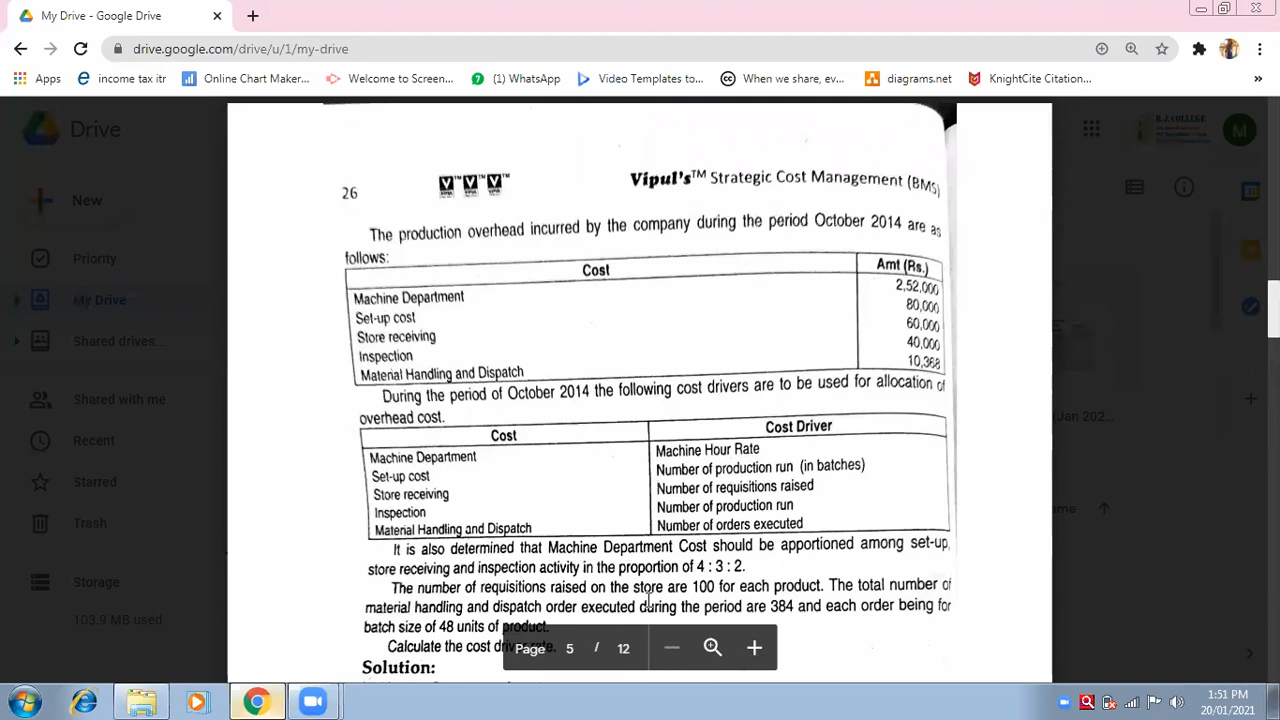 My Drive - Google Drive
drive.google.com/drive/u/1/my-drive
Apps income tax itr Online Chart Maker... Welcome to Screen... (1) WhatsApp Video Templates to... When we share, ev... diagrams.net KnightCite Citation... »
Drive
New
Priority
My Drive
Shared drives...
Shared with me
Recent
Starred
Trash
Storage
103.9 MB used
R.J. COLLEGE
M
(Jan 202...
ame
26 Vipul's™ Strategic Cost Management (BMS)
The production overhead incurred by the company during the period October 2014 are as
follows:
Cost Amt (Rs.)
Machine Department 2,52,000
Set-up cost 80,000
Store receiving 60,000
Inspection 40,000
Material Handling and Dispatch 10,368
During the period of October 2014 the following cost drivers are to be used for allocation of
overhead cost.
Cost Cost Driver
Machine Department Machine Hour Rate
Set-up cost Number of production run (in batches)
Store receiving Number of requisitions raised
Inspection Number of production run
Material Handling and Dispatch Number of orders executed
It is also determined that Machine Department Cost should be apportioned among set-up,
store receiving and inspection activity in the proportion of 4 : 3 : 2.
The number of requisitions raised on the store are 100 for each product. The total number of
material handling and dispatch order executed during the period are 384 and each order being for
batch size of 48 units of product.
Calculate the cost driver rate.
Solution:
Page 5 / 12
1:51 PM
20/01/2021